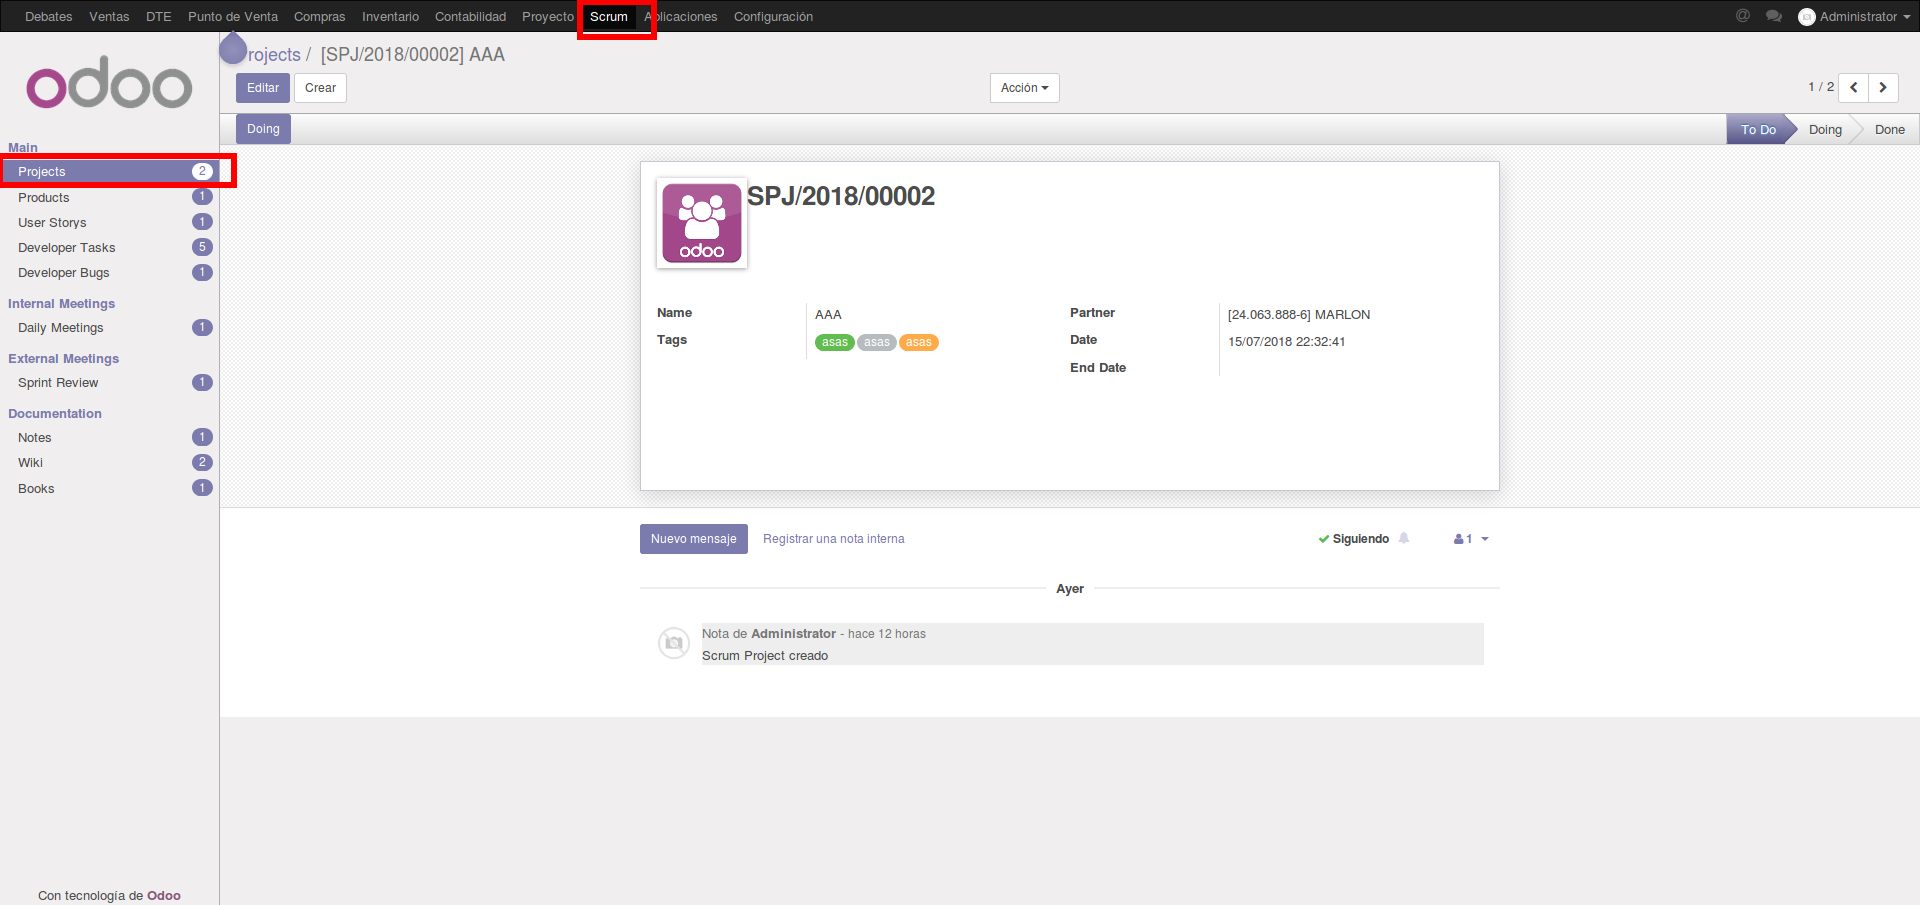 Debates Ventas DTE Punto de Venta Compras Inventario Contabilidad Proyecto Scrum Aplicaciones Configuración Administrator
odoo
Main
Projects 2
Products 1
User Storys 1
Developer Tasks 5
Developer Bugs 1
Internal Meetings
Daily Meetings 1
External Meetings
Sprint Review 1
Documentation
Notes 1
Wiki 2
Books 1
Con tecnología de Odoo
rojects / [SPJ/2018/00002] AAA
Editar Crear Acción 1 / 2
Doing To Do Doing Done
odoo
SPJ/2018/00002
Name AAA
Tags asas asas asas
Partner [24.063.888-6] MARLON
Date 15/07/2018 22:32:41
End Date
Nuevo mensaje Registrar una nota interna Siguiendo 1
Ayer
Nota de Administrator - hace 12 horas
Scrum Project creado